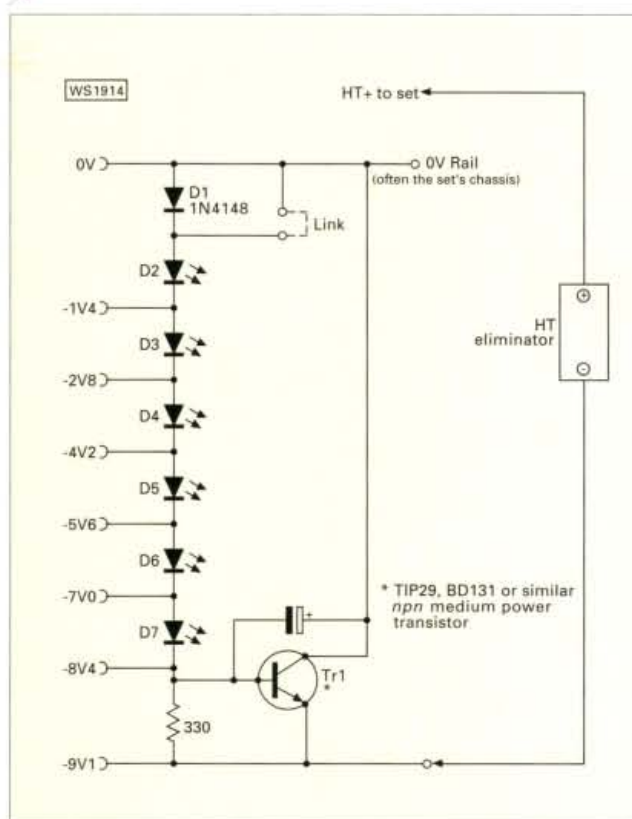 WS1914
HT+ to set
0V
0V Rail
(often the set's chassis)
D1
1N4148
Link
D2
-1V4
D3
HT
eliminator
+
-
-2V8
D4
-4V2
D5
-5V6
D6
* TIP29, BD131 or similar
npn medium power
transistor
-7V0
D7
+
-8V4
Tr1
*
330
-9V1